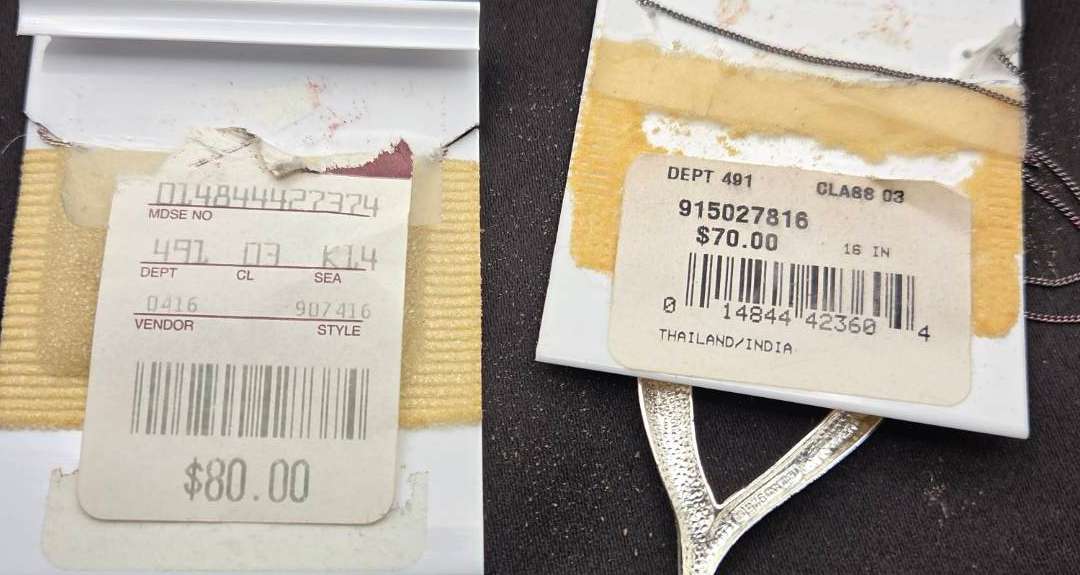 014844427374
MDSE NO
491 03 K14
DEPT CL SEA
0416 907416
VENDOR STYLE
$80.00
DEPT 491 CLASS 03
915027816
$70.00 16 IN
0 14844 42360 4
THAILAND/INDIA